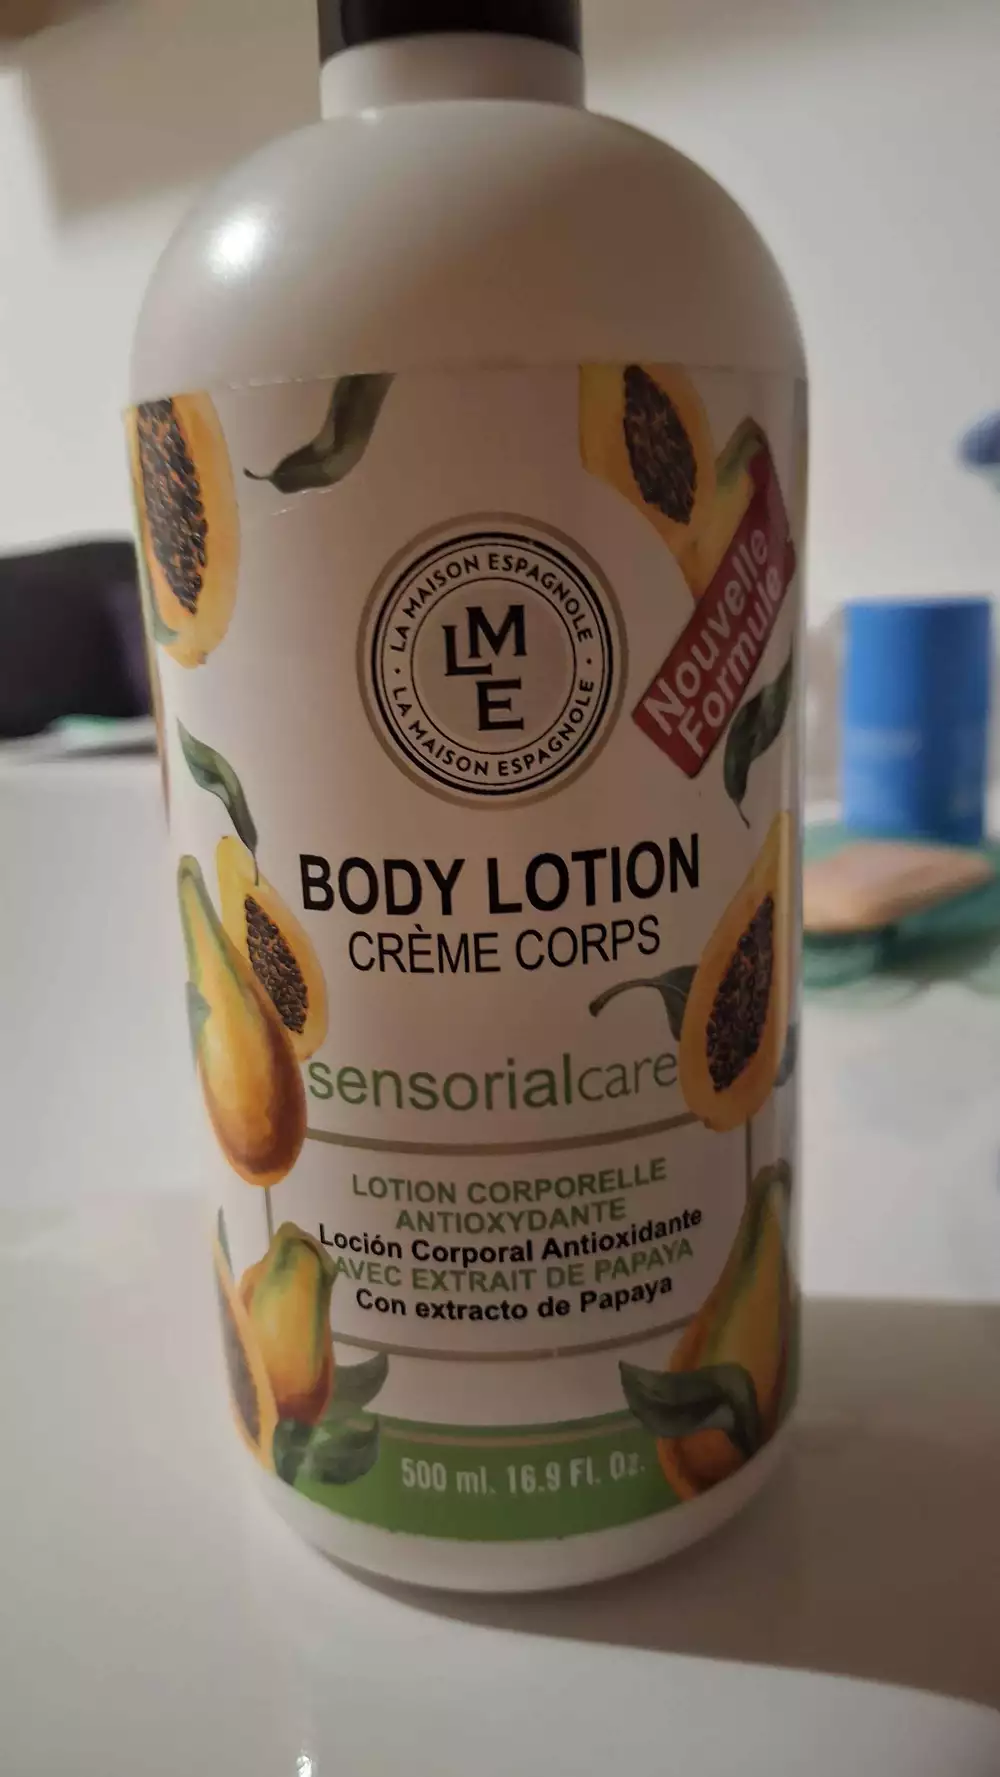 LA MAISON ESPAGNOLE ·
LA MAISON ESPAGNOLE ·
LME
Nouvelle
Formule
BODY LOTION
CRÈME CORPS
sensorialcare
LOTION CORPORELLE
ANTIOXYDANTE
Loción Corporal Antioxidante
AVEC EXTRAIT DE PAPAYA
Con extracto de Papaya
500 ml. 16.9 Fl. Oz.